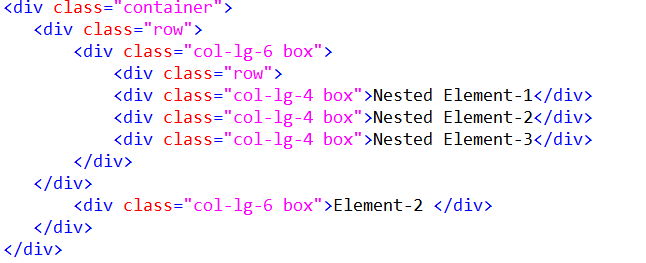 <div class="container">
<div class="row">
<div class="col-lg-6 box">
<div class="row">
<div class="col-lg-4 box">Nested Element-1</div>
<div class="col-lg-4 box">Nested Element-2</div>
<div class="col-lg-4 box">Nested Element-3</div>
</div>
</div>
<div class="col-lg-6 box">Element-2 </div>
</div>
</div>